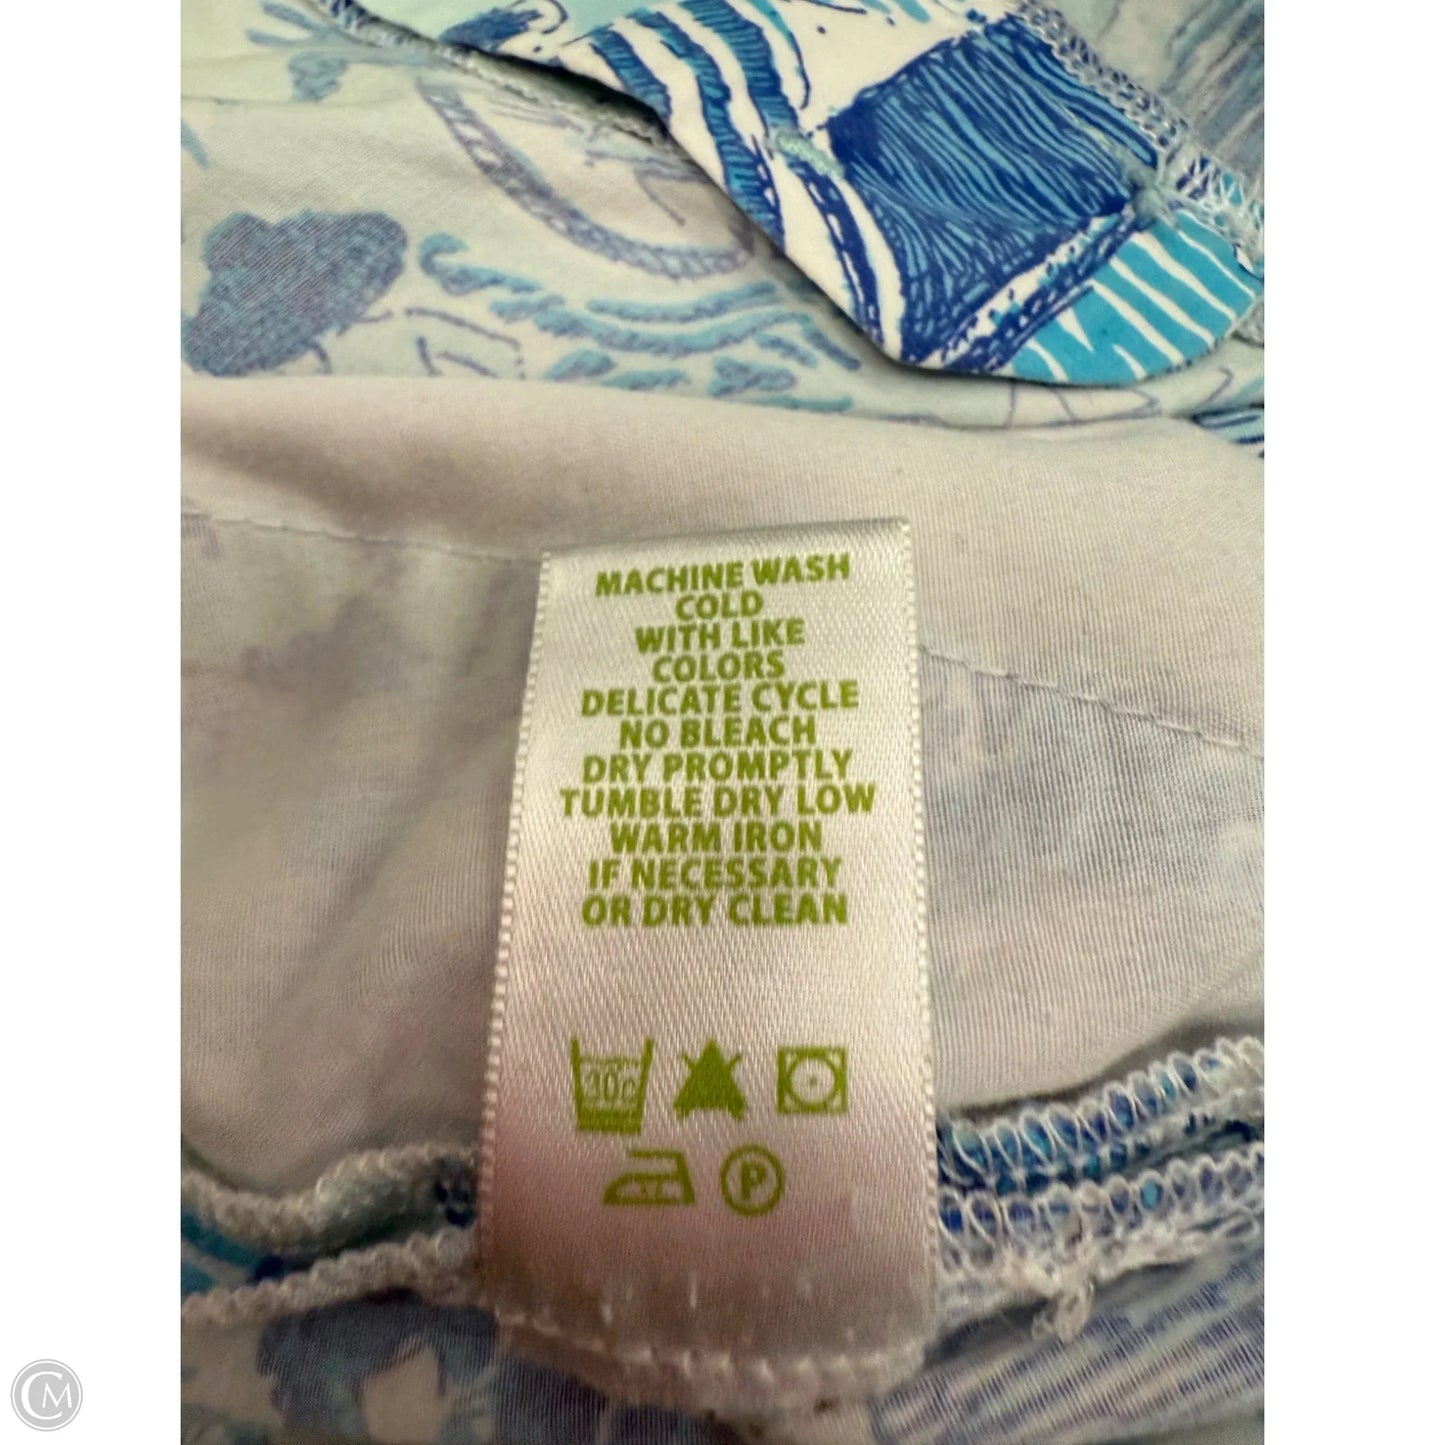 MACHINE WASH
COLD
WITH LIKE
COLORS
DELICATE CYCLE
NO BLEACH
DRY PROMPTLY
TUMBLE DRY LOW
WARM IRON
IF NECESSARY
OR DRY CLEAN
30c
P
CM